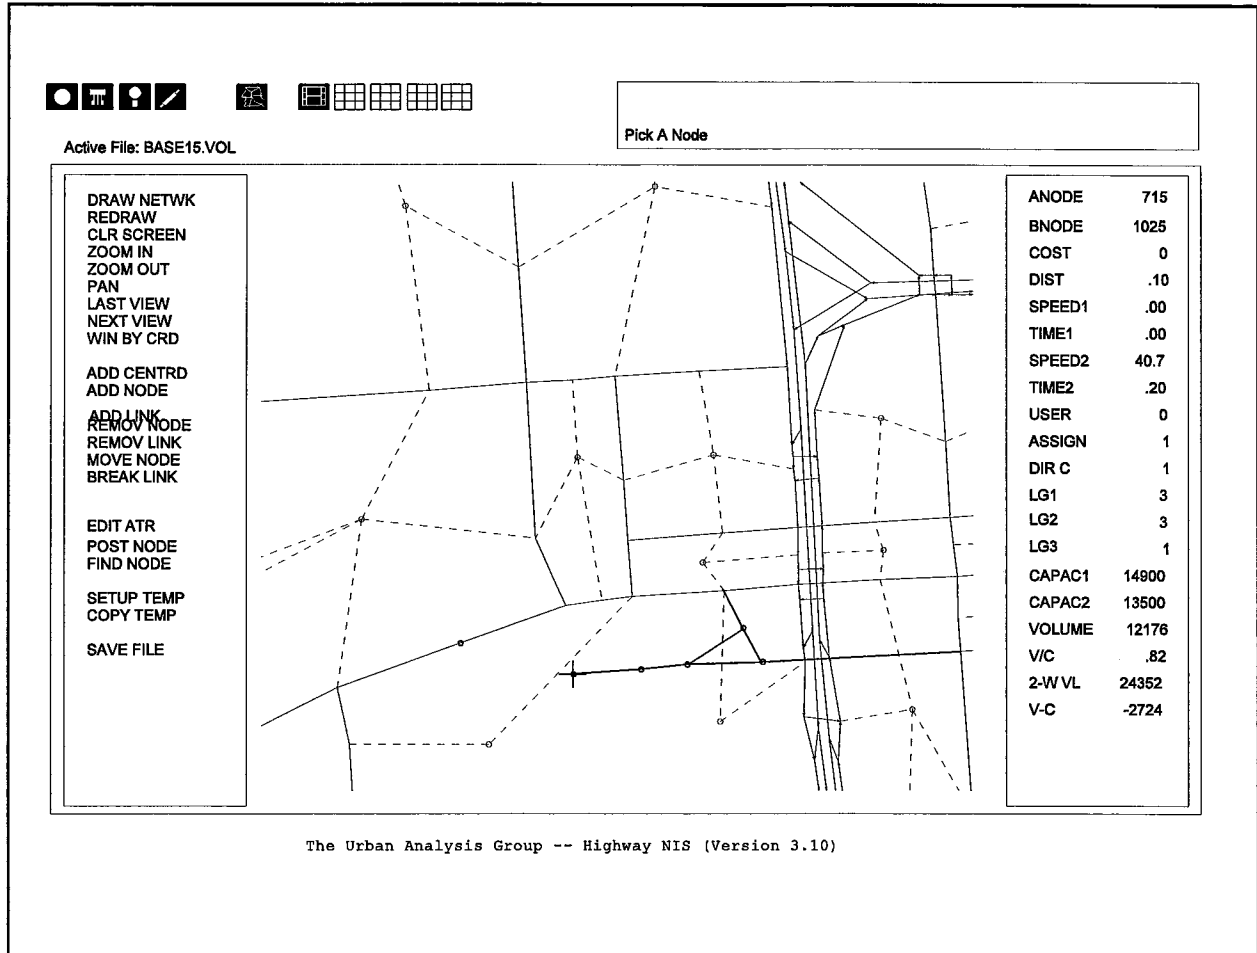 Pick A Node
Active File: BASE15.VOL
DRAW NETWK
REDRAW
CLR SCREEN
ZOOM IN
ZOOM OUT
PAN
LAST VIEW
NEXT VIEW
WIN BY CRD
ADD CENTRD
ADD NODE
ADD LINK
REMOV NODE
REMOV LINK
MOVE NODE
BREAK LINK
EDIT ATR
POST NODE
FIND NODE
SETUP TEMP
COPY TEMP
SAVE FILE
ANODE 715
BNODE 1025
COST 0
DIST .10
SPEED1 .00
TIME1 .00
SPEED2 40.7
TIME2 .20
USER 0
ASSIGN 1
DIR C 1
LG1 3
LG2 3
LG3 1
CAPAC1 14900
CAPAC2 13500
VOLUME 12176
V/C .82
2-W VL 24352
V-C -2724
The Urban Analysis Group -- Highway NIS (Version 3.10)